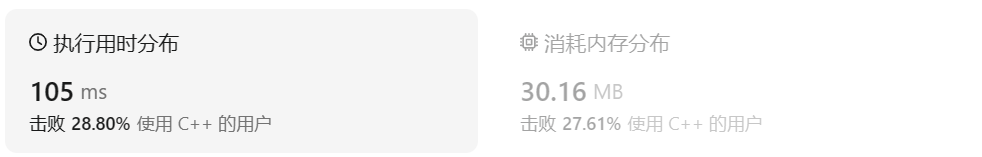 执行用时分布
105 ms
击败 28.80% 使用 C++ 的用户
消耗内存分布
30.16 MB
击败 27.61% 使用 C++ 的用户